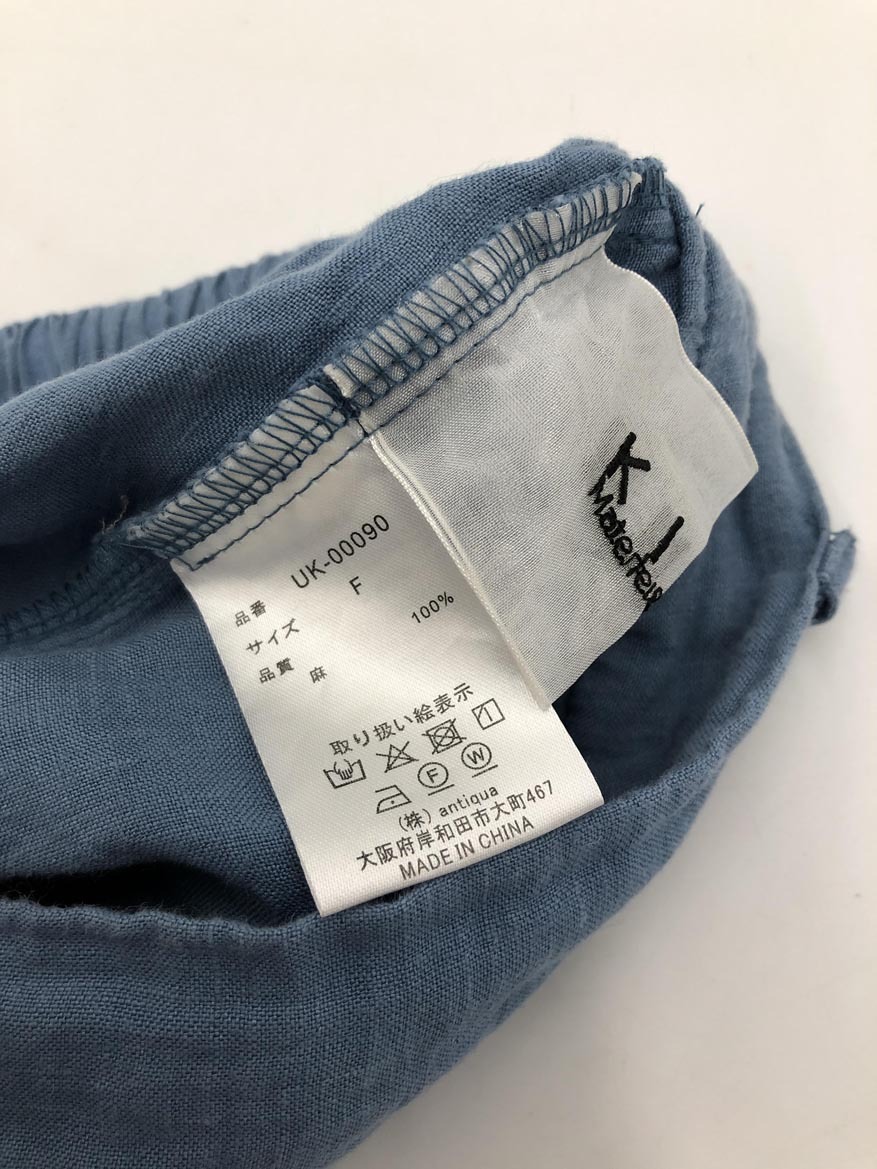 品番 UK-00090
サイズ F
品質 麻 100%
取り扱い絵表示
F W
(株) antiqua
大阪府岸和田市大町467
MADE IN CHINA
K